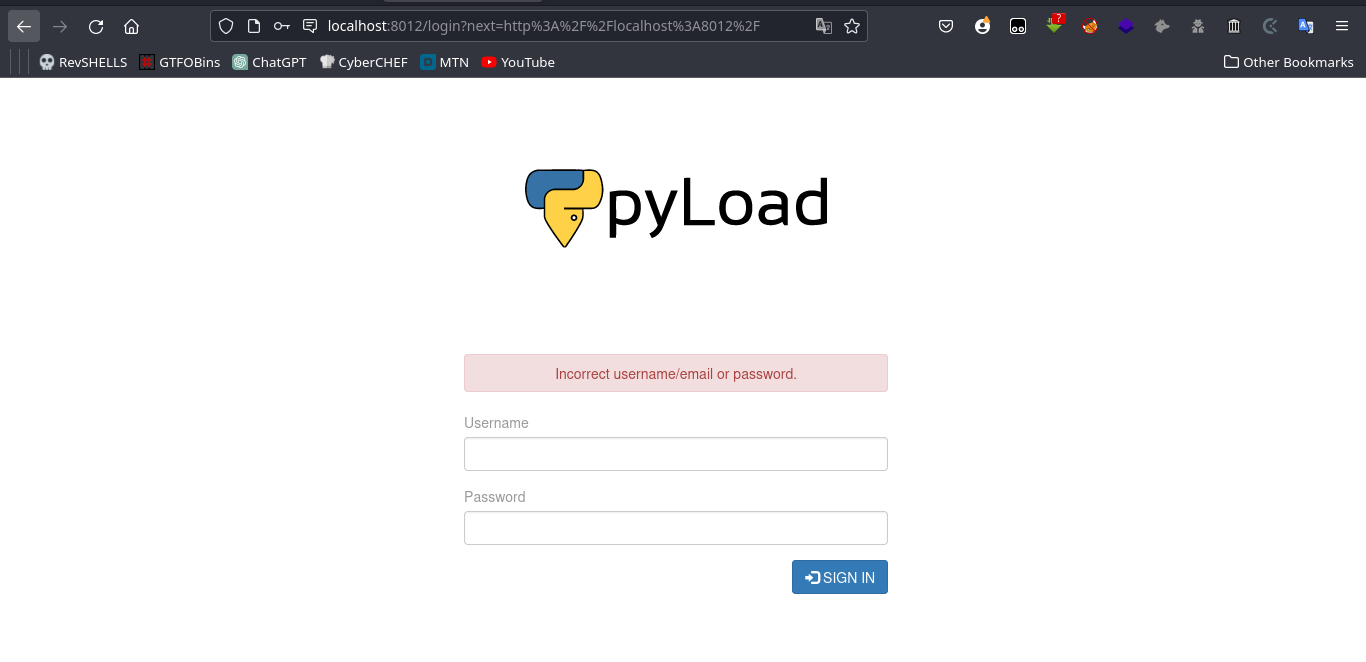 localhost:8012/login?next=http%3A%2F%2Flocalhost%3A8012%2F
?
RevSHELLS GTFOBins ChatGPT CyberCHEF MTN YouTube Other Bookmarks
pyLoad
Incorrect username/email or password.
Username
Password
SIGN IN